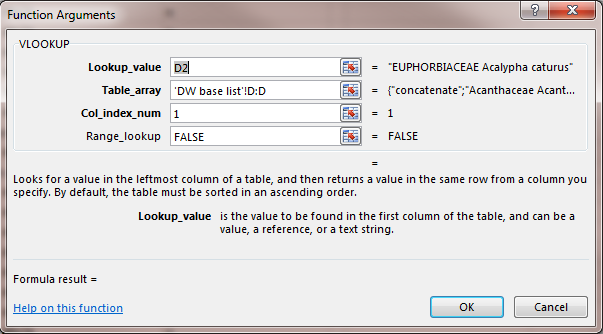 Function Arguments
VLOOKUP
Lookup_value D2 = "EUPHORBIACEAE Acalypha caturus"
Table_array 'DW base list'!D:D = {"concatenate";"Acanthaceae Acant...
Col_index_num 1 = 1
Range_lookup FALSE = FALSE
=
Looks for a value in the leftmost column of a table, and then returns a value in the same row from a column you
specify. By default, the table must be sorted in an ascending order.
Lookup_value is the value to be found in the first column of the table, and can be a
value, a reference, or a text string.
Formula result =
Help on this function OK Cancel